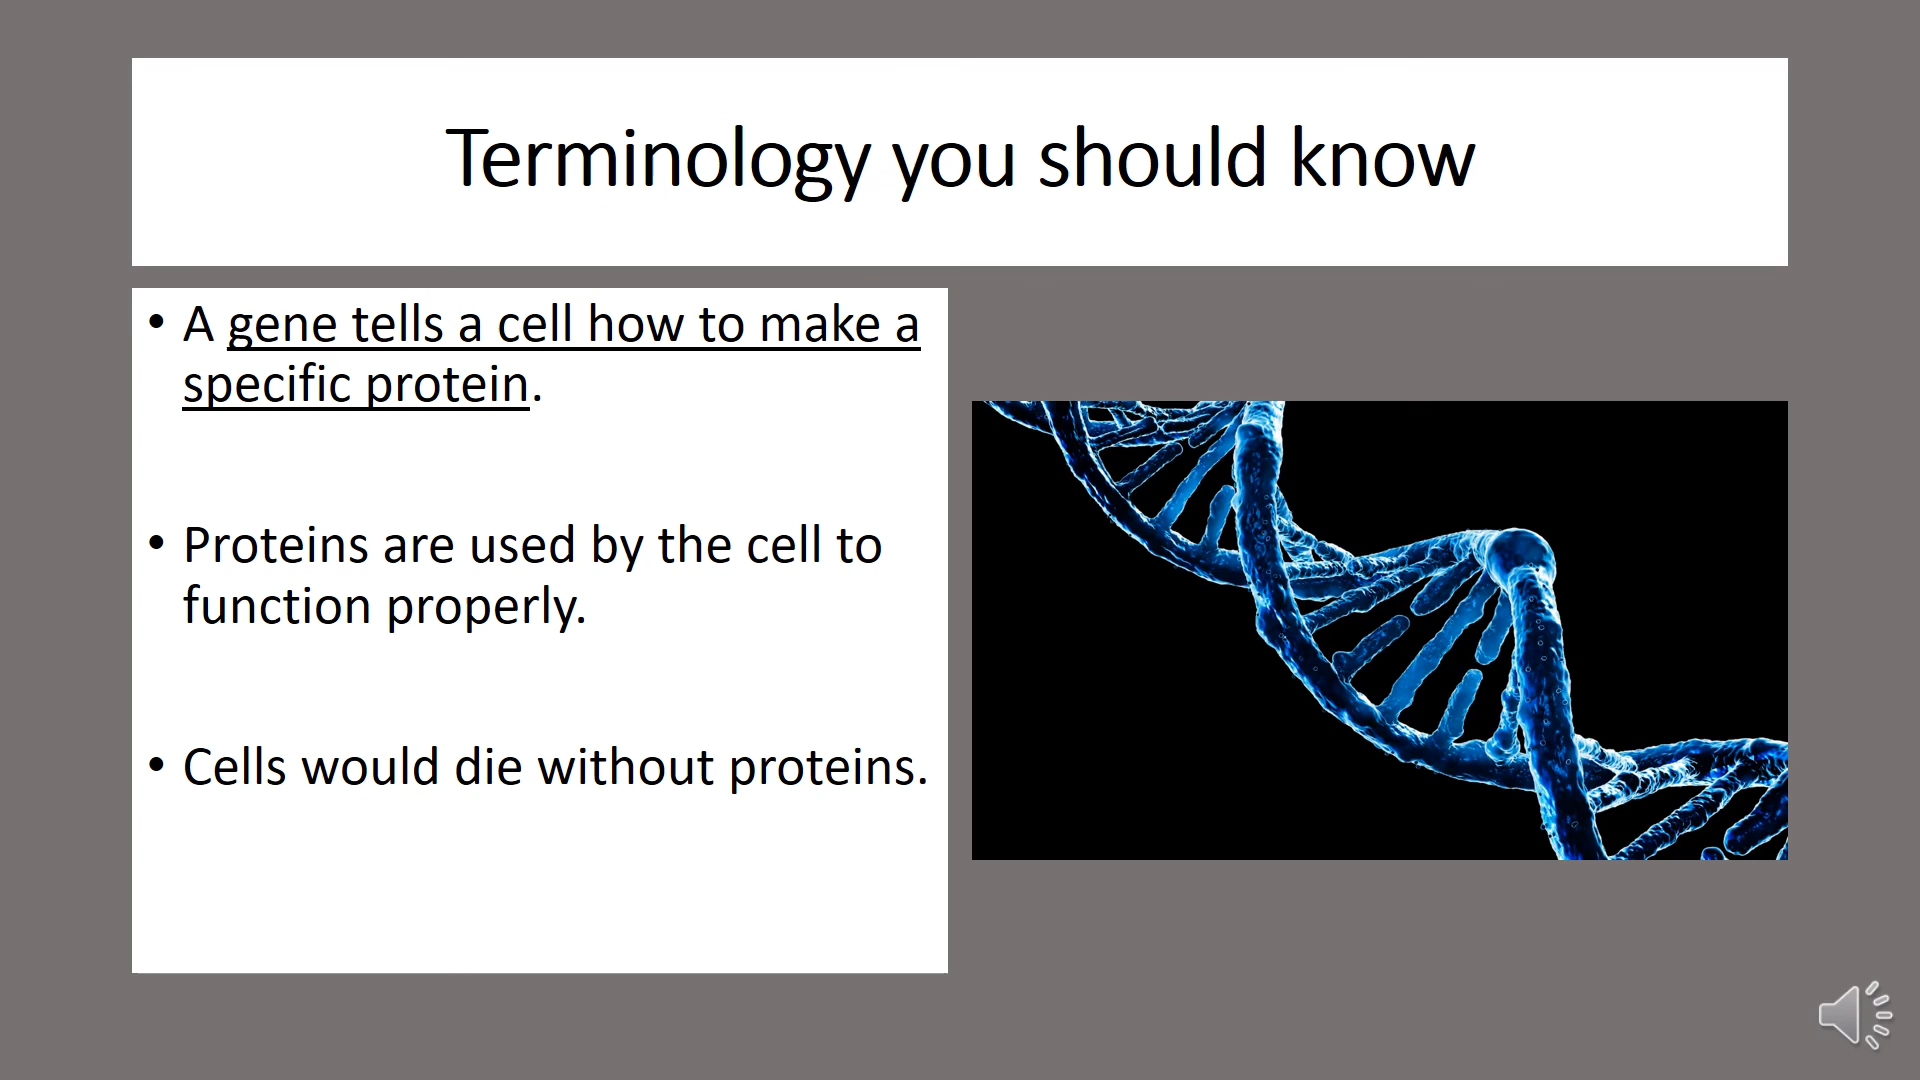 Terminology you should know
• A gene tells a cell how to make a
specific protein.
• Proteins are used by the cell to
function properly.
• Cells would die without proteins.